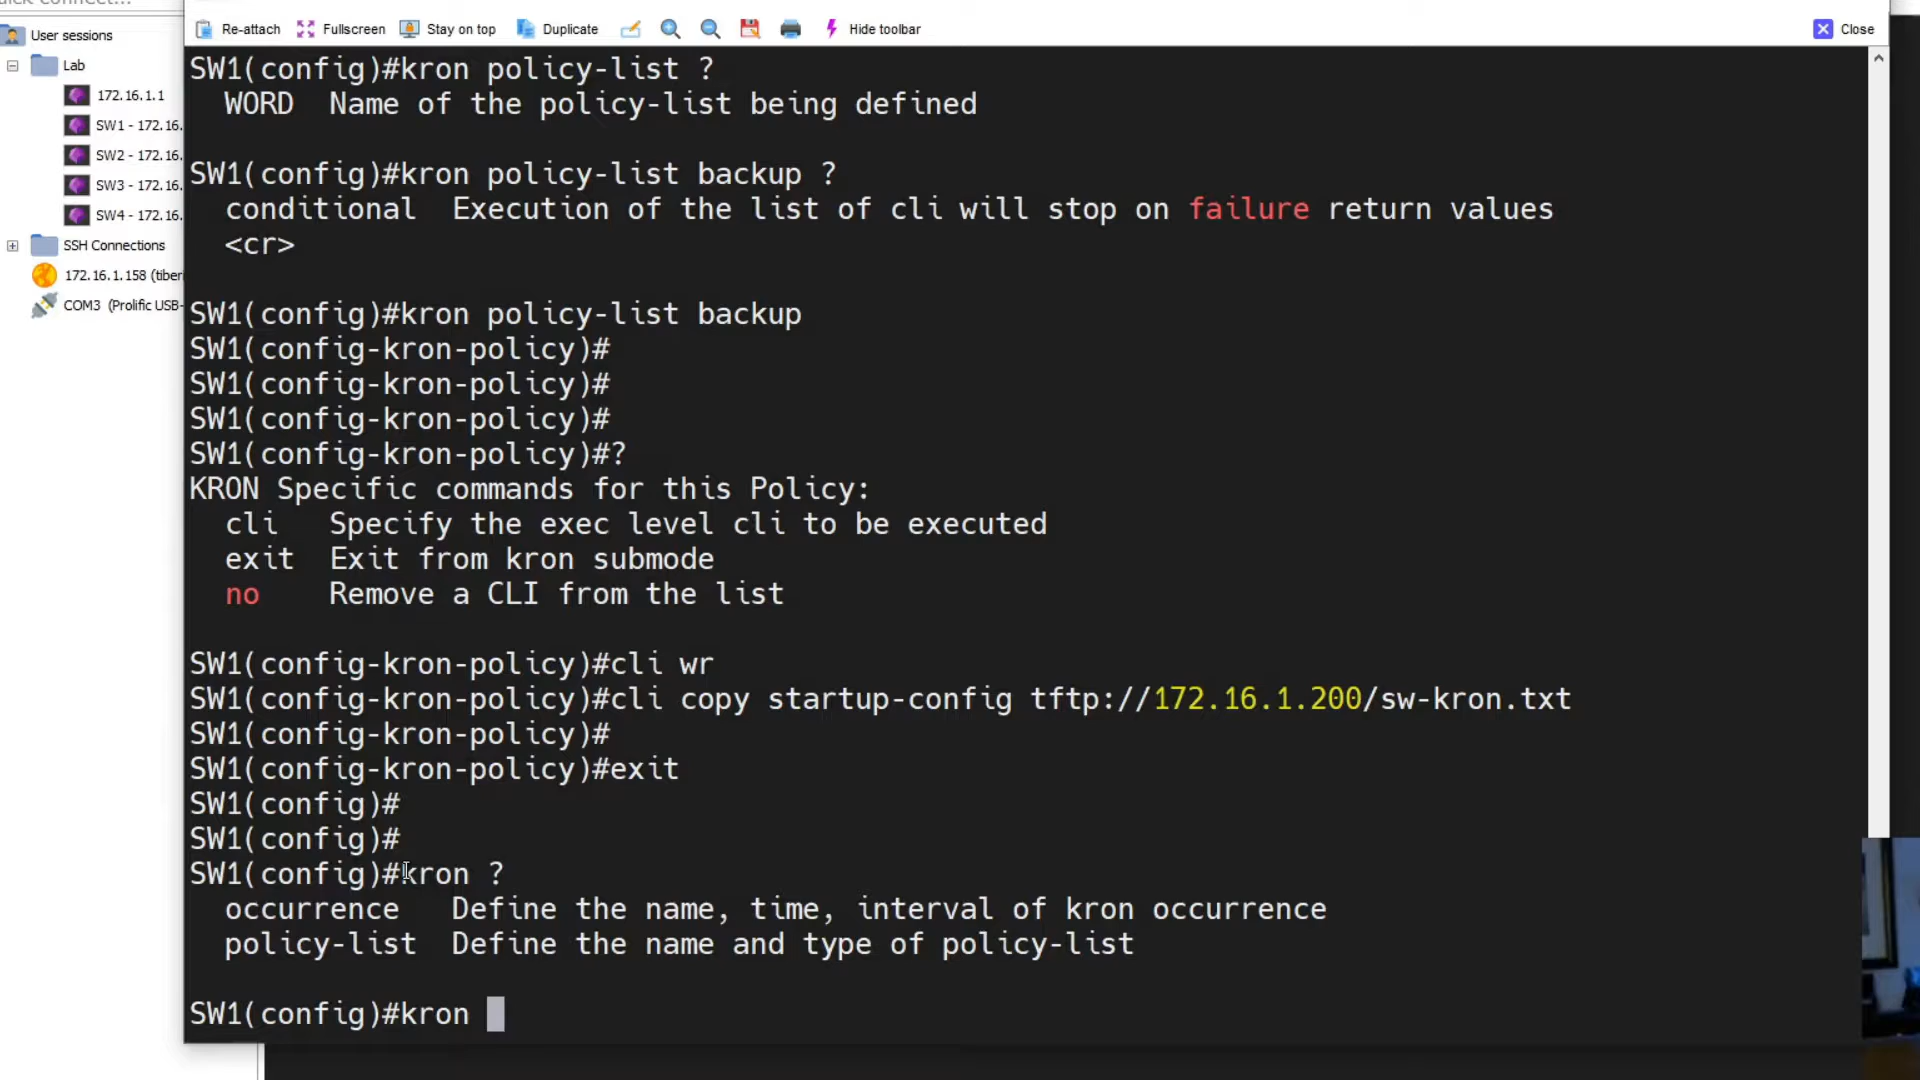 Re-attach Fullscreen Stay on top Duplicate Hide toolbar Close
User sessions
Lab
172.16.1.1
SW1 - 172.16.
SW2 - 172.16.
SW3 - 172.16.
SW4 - 172.16.
SSH Connections
172.16.1.158 (tiber
COM3 (Prolific USB-
SW1(config)#kron policy-list ?
WORD Name of the policy-list being defined
SW1(config)#kron policy-list backup ?
conditional Execution of the list of cli will stop on failure return values
<cr>
SW1(config)#kron policy-list backup
SW1(config-kron-policy)#
SW1(config-kron-policy)#
SW1(config-kron-policy)#
SW1(config-kron-policy)#?
KRON Specific commands for this Policy:
cli Specify the exec level cli to be executed
exit Exit from kron submode
no Remove a CLI from the list
SW1(config-kron-policy)#cli wr
SW1(config-kron-policy)#cli copy startup-config tftp://172.16.1.200/sw-kron.txt
SW1(config-kron-policy)#
SW1(config-kron-policy)#exit
SW1(config)#
SW1(config)#
SW1(config)#kron ?
occurrence Define the name, time, interval of kron occurrence
policy-list Define the name and type of policy-list
SW1(config)#kron